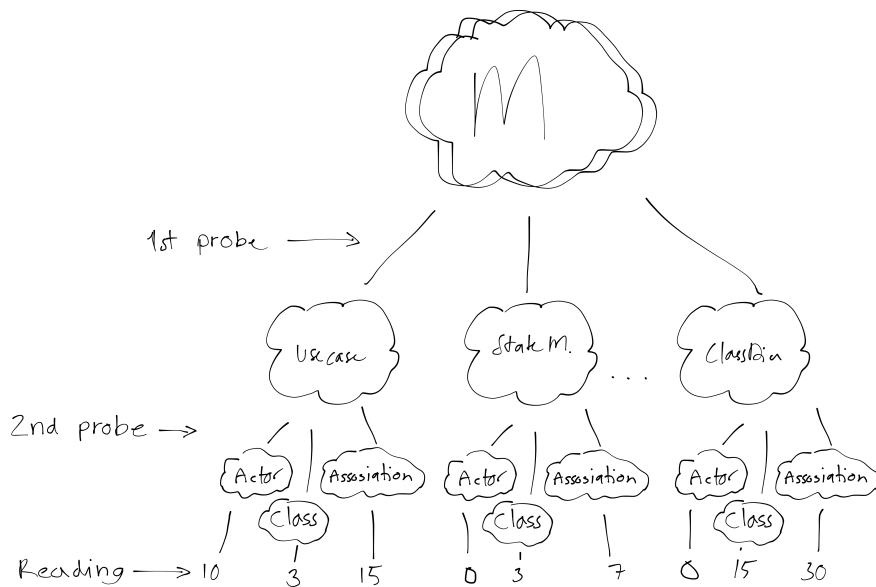 M
1st probe
Usecase
State M.
...
ClassDia
2nd probe
Actor Assosiation Actor Assosiation Actor Assosiation
Class Class Class
Reading 10 3 15 0 3 7 0 15 30